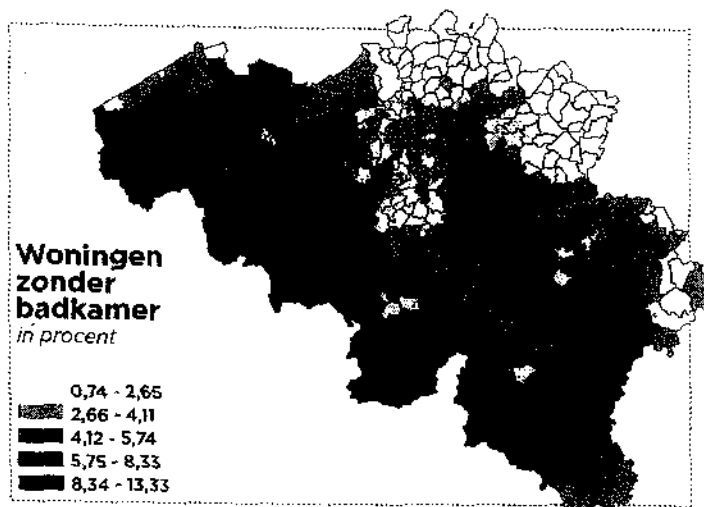 Woningen
zonder
badkamer
in procent
0,74 - 2,65
2,66 - 4,11
4,12 - 5,74
5,75 - 8,33
8,34 - 13,33